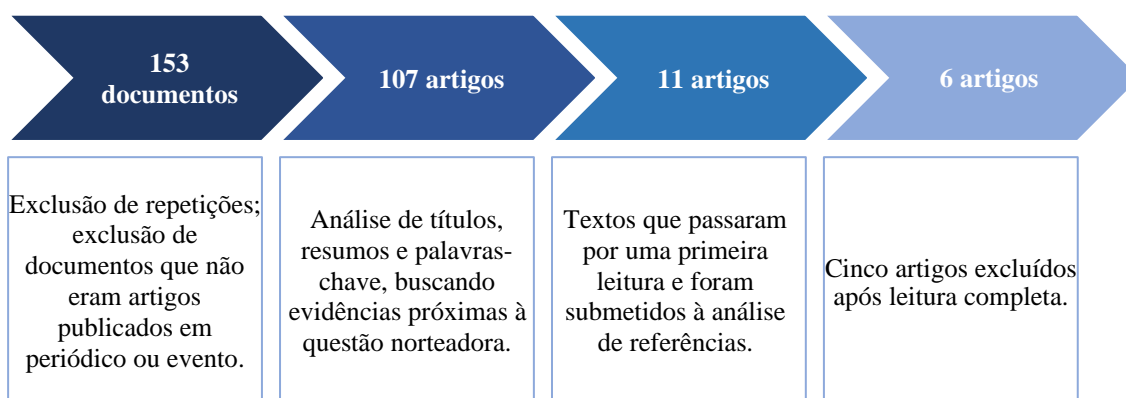 153
documentos
107 artigos
11 artigos
6 artigos
Exclusão de repetições;
exclusão de
documentos que não
eram artigos
publicados em
periódico ou evento.
Análise de títulos,
resumos e palavras-
chave, buscando
evidências próximas à
questão norteadora.
Textos que passaram
por uma primeira
leitura e foram
submetidos à análise
de referências.
Cinco artigos excluídos
após leitura completa.